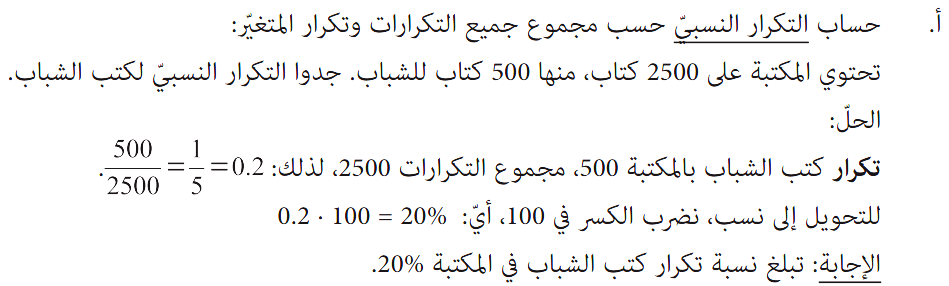 أ. حساب التكرار النسبيّ حسب مجموع جميع التكرارات وتكرار المتغيّر:
تحتوي المكتبة على 2500 كتاب، منها 500 كتاب للشباب. جدوا التكرار النسبيّ لكتب الشباب.
الحلّ:
تكرار كتب الشباب بالمكتبة 500، مجموع التكرارات 2500، لذلك: 500/2500 = 1/5 = 0.2.
للتحويل إلى نسب، نضرب الكسر في 100، أيّ: 0.2 · 100 = 20%
الإجابة: تبلغ نسبة تكرار كتب الشباب في المكتبة 20%.